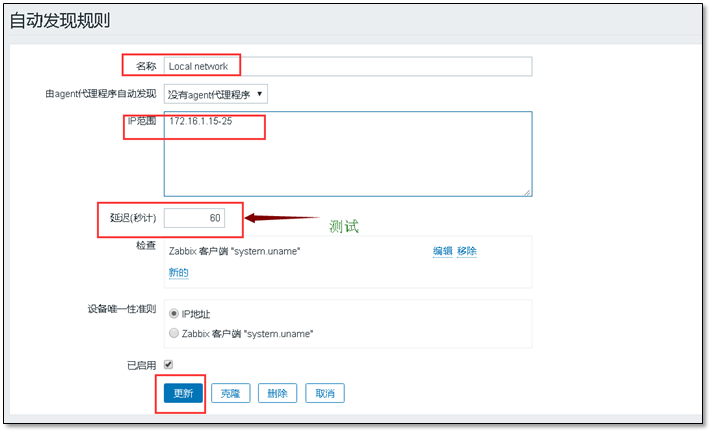 自动发现规则
名称 Local network
由agent代理程序自动发现 没有agent代理程序
IP范围 172.16.1.15-25
延迟(秒计) 60
测试
检查 Zabbix 客户端 "system.uname" 编辑 移除
新的
设备唯一性准则 IP地址
Zabbix 客户端 "system.uname"
已启用
更新 克隆 删除 取消